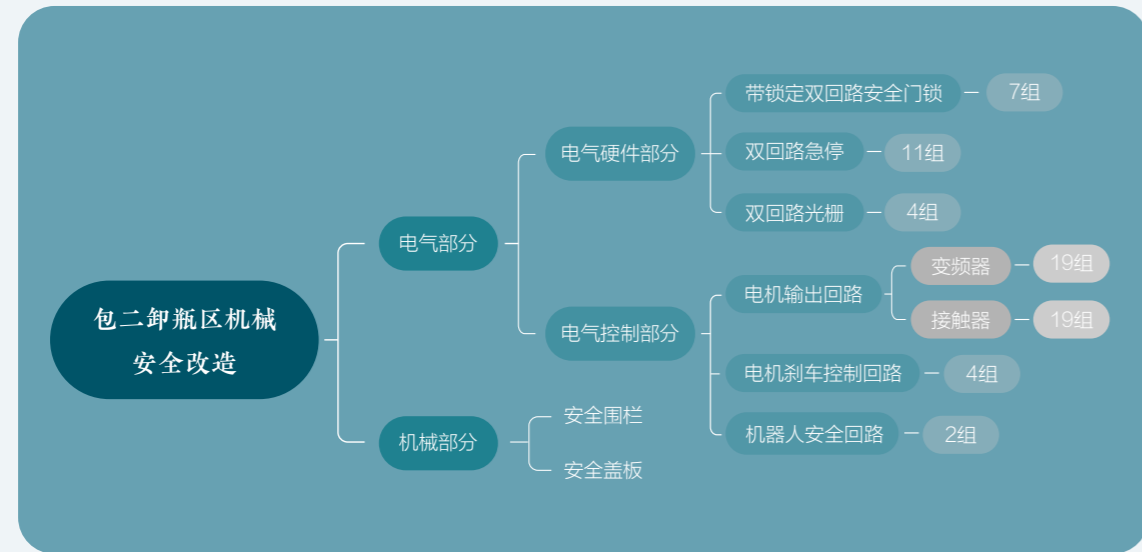 包二卸瓶区机械
安全改造
电气部分
电气硬件部分
带锁定双回路安全门锁
7组
双回路急停
11组
双回路光栅
4组
电气控制部分
电机输出回路
变频器
19组
接触器
19组
电机刹车控制回路
4组
机器人安全回路
2组
机械部分
安全围栏
安全盖板